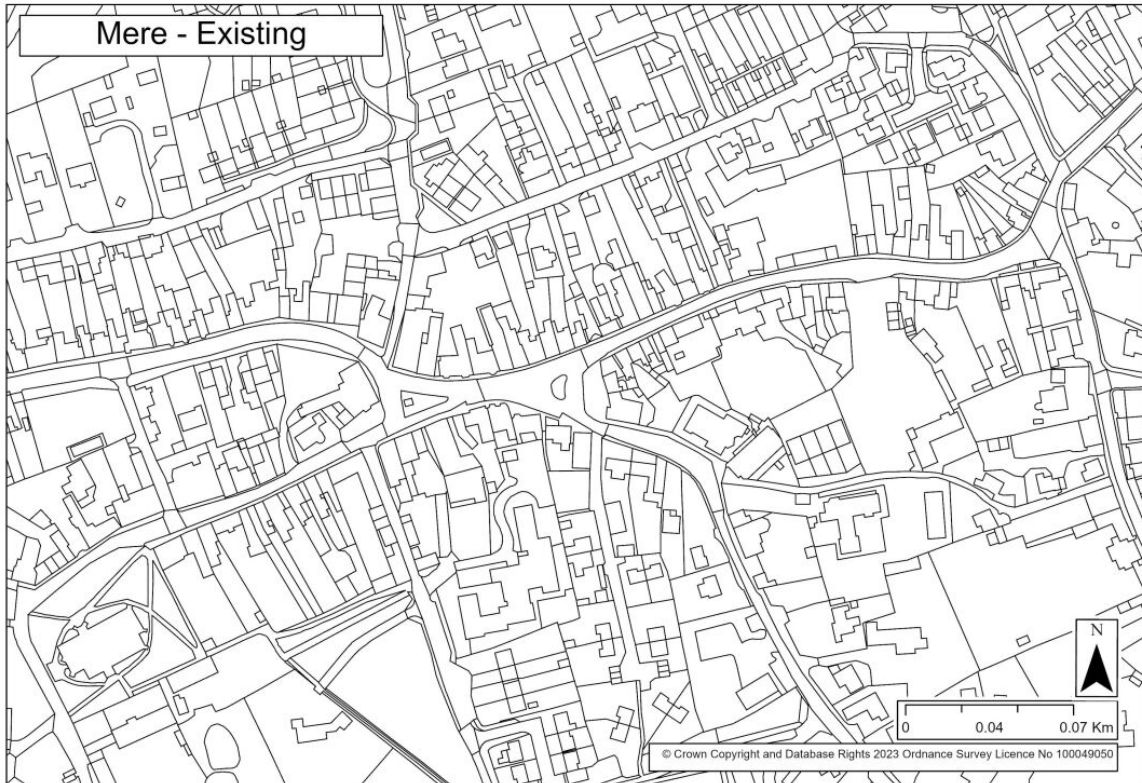 Mere - Existing
N
0 0.04 0.07 Km
© Crown Copyright and Database Rights 2023 Ordnance Survey Licence No 100049050